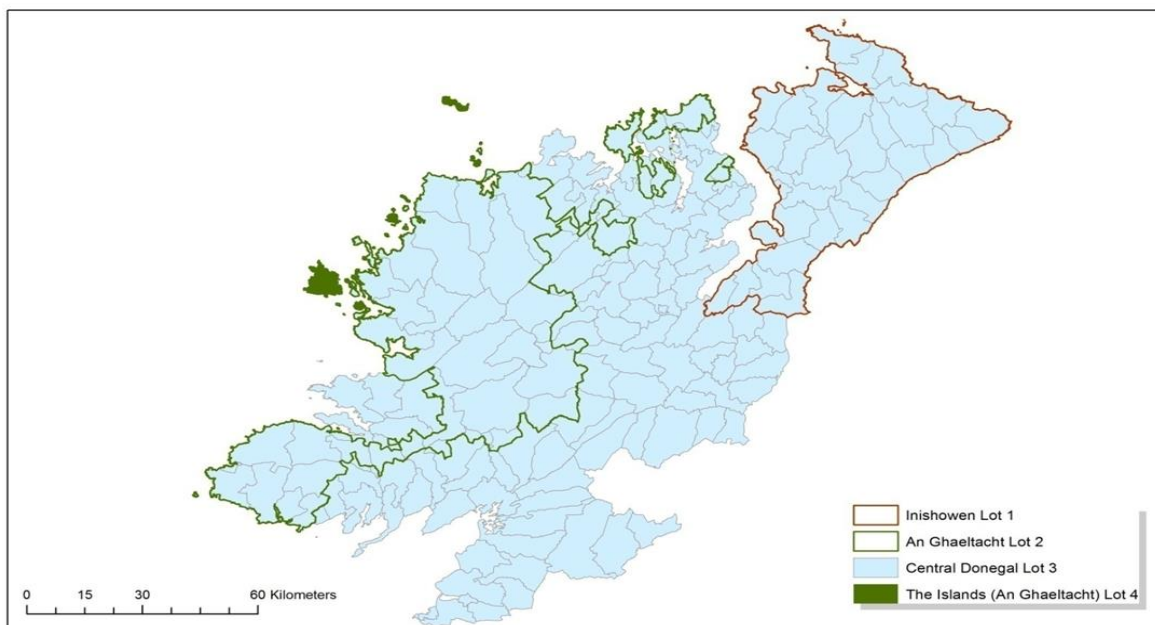 Inishowen Lot 1
An Ghaeltacht Lot 2
Central Donegal Lot 3
The Islands (An Ghaeltacht) Lot 4
0 15 30 60 Kilometers